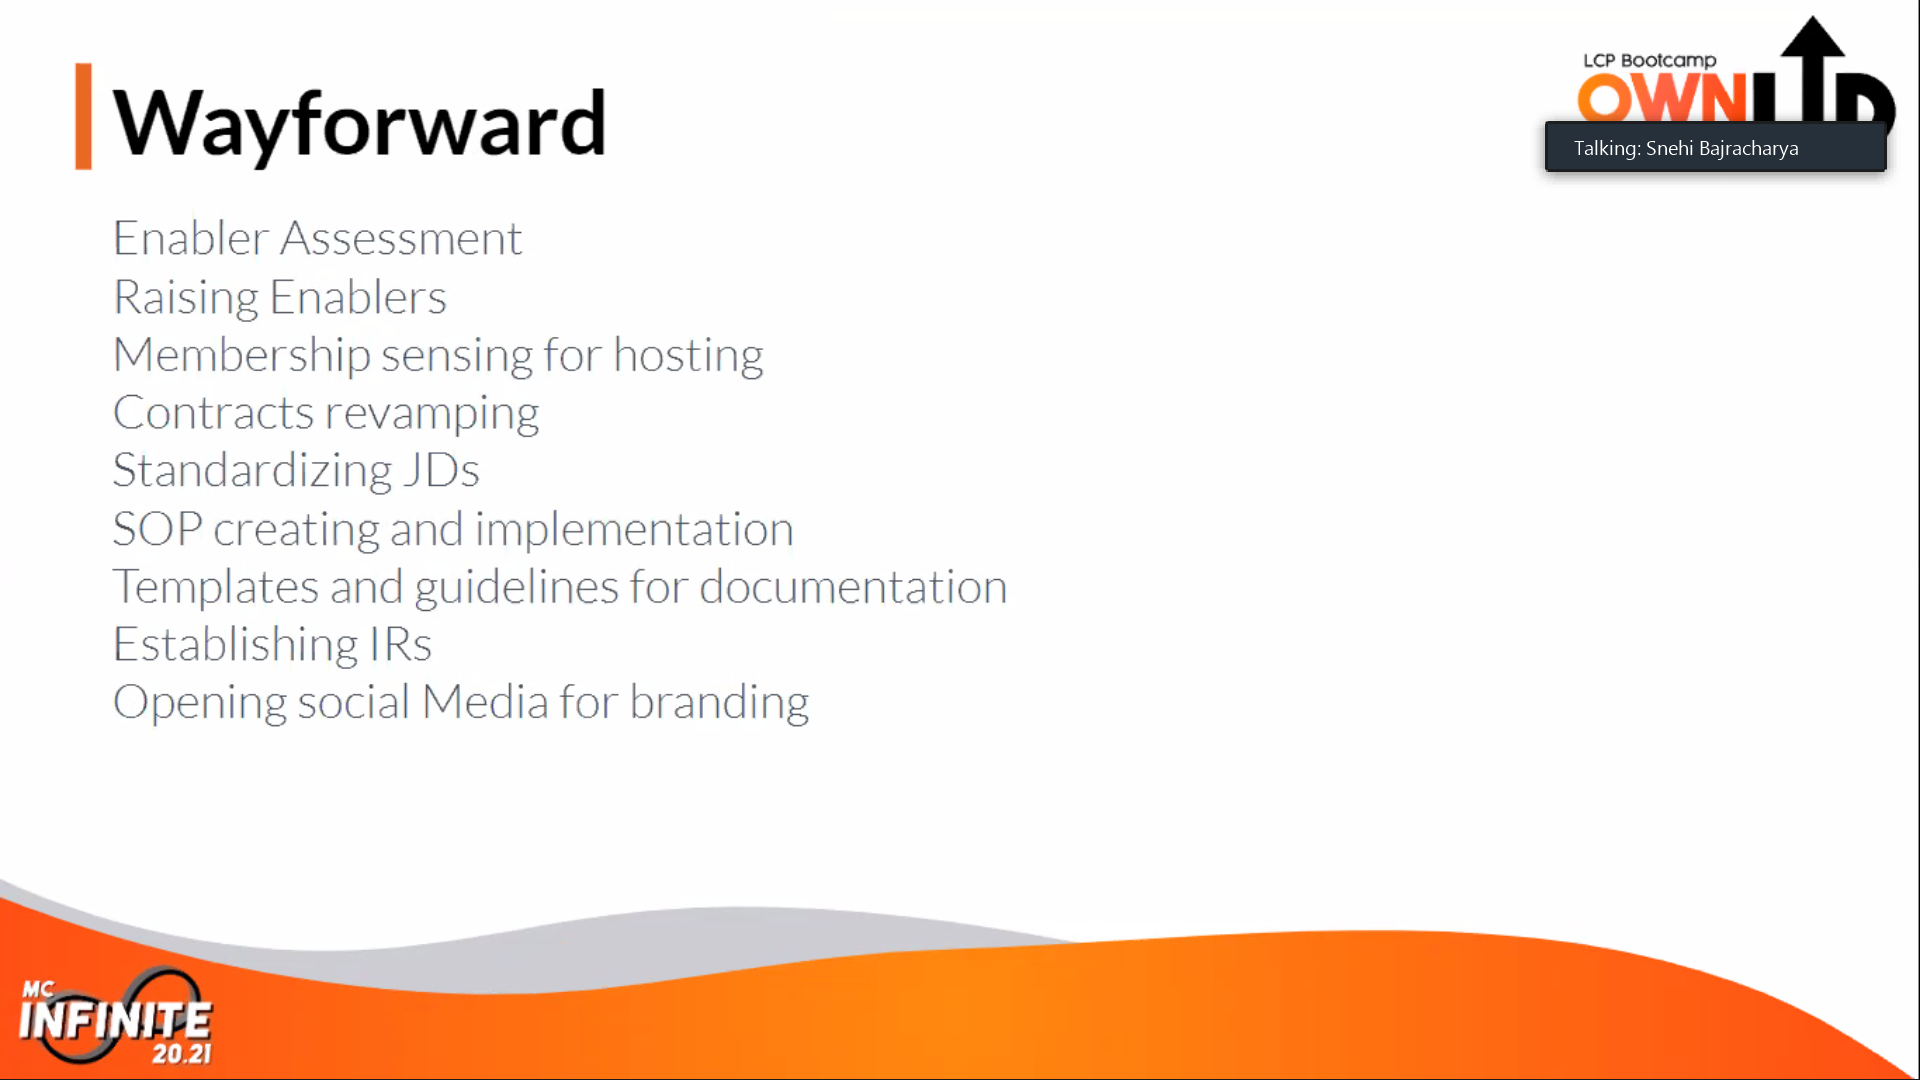 LCP Bootcamp
OWN
Talking: Snehi Bajracharya
Wayforward
Enabler Assessment
Raising Enablers
Membership sensing for hosting
Contracts revamping
Standardizing JDs
SOP creating and implementation
Templates and guidelines for documentation
Establishing IRs
Opening social Media for branding
MC
INFINITE
20.21